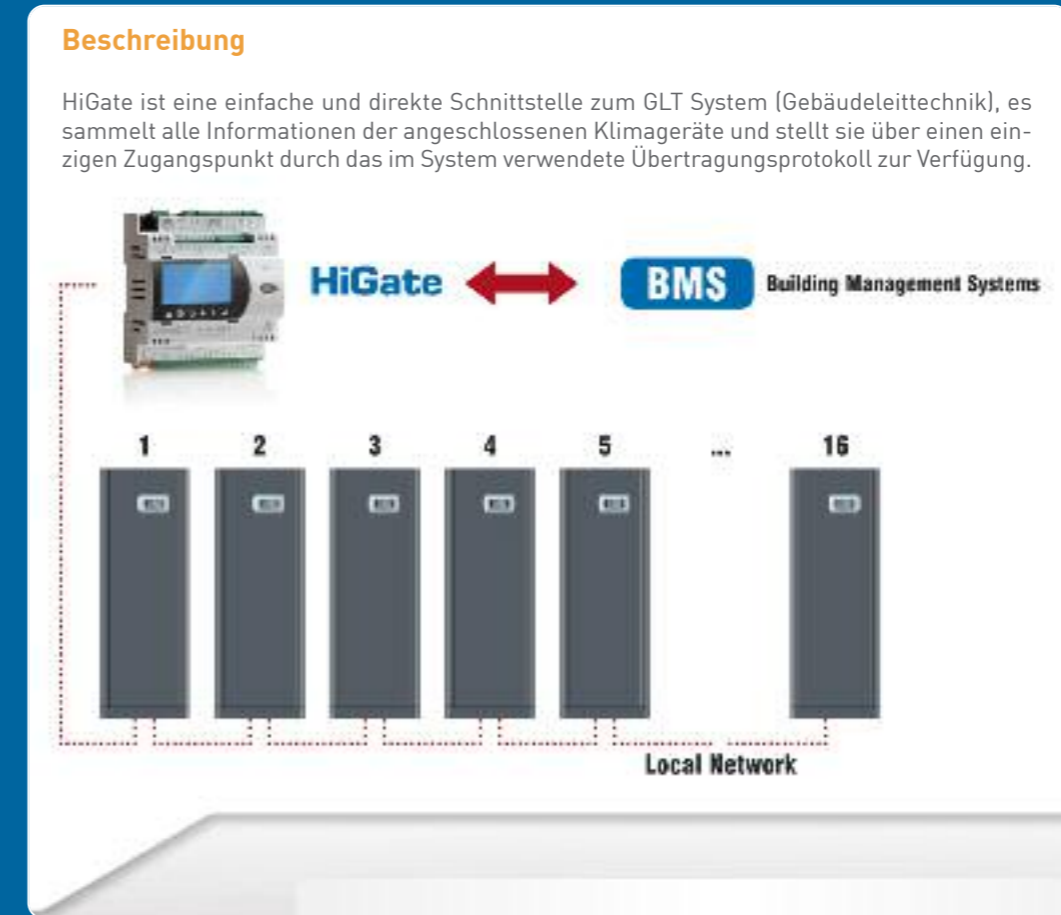 Beschreibung
HiGate ist eine einfache und direkte Schnittstelle zum GLT System (Gebäudeleittechnik), es
sammelt alle Informationen der angeschlossenen Klimageräte und stellt sie über einen ein-
zigen Zugangspunkt durch das im System verwendete Übertragungsprotokoll zur Verfügung.
HiGate BMS Building Management Systems
1 2 3 4 5 ... 16
Local Network